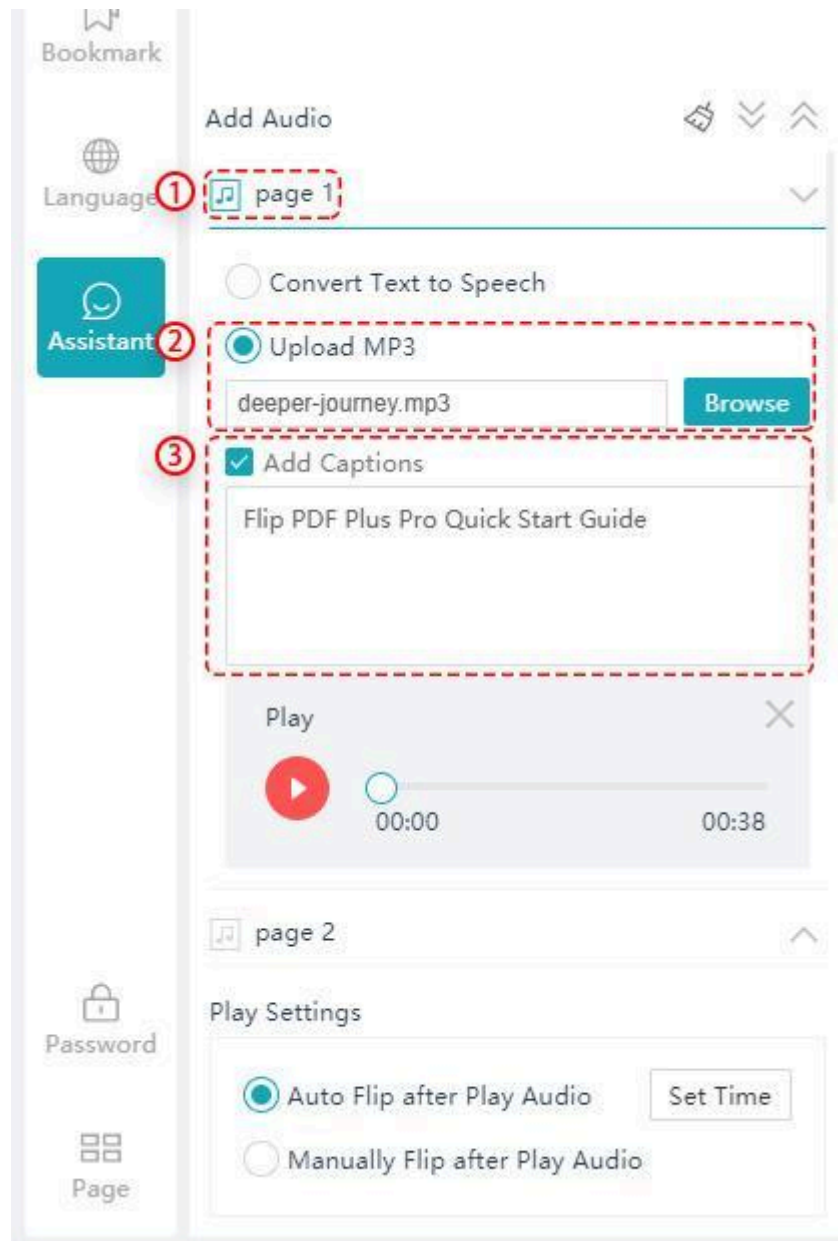 Bookmark
Add Audio
Language
① page 1
Convert Text to Speech
Assistant
② Upload MP3
deeper-journey.mp3 Browse
③ Add Captions
Flip PDF Plus Pro Quick Start Guide
Play
00:00 00:38
page 2
Password
Play Settings
Auto Flip after Play Audio Set Time
Manually Flip after Play Audio
Page